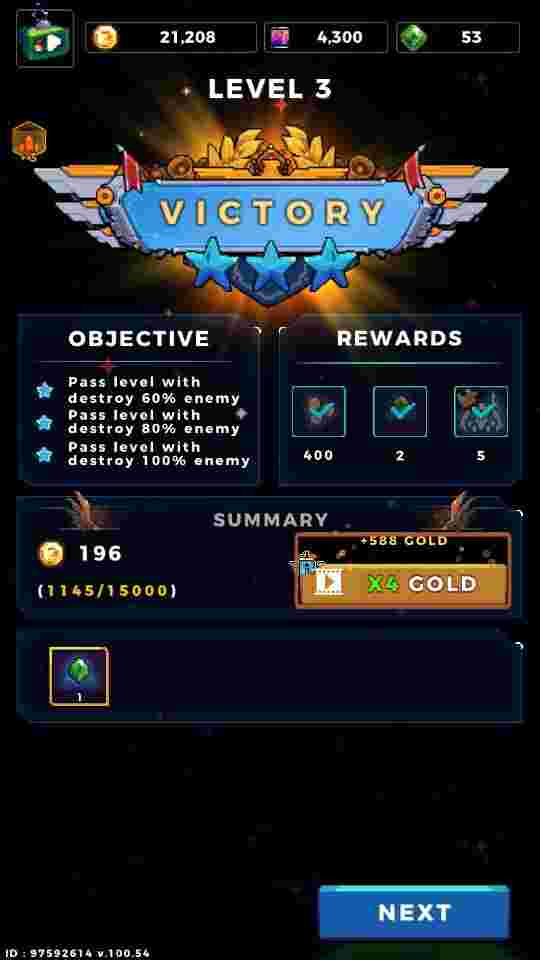 21,208
4,300
53
LEVEL 3
VICTORY
OBJECTIVE
Pass level with
destroy 60% enemy
Pass level with
destroy 80% enemy
Pass level with
destroy 100% enemy
REWARDS
400
2
5
SUMMARY
196
(1145/15000)
+588 GOLD
X4 GOLD
1
NEXT
ID : 97592614 v.100.54